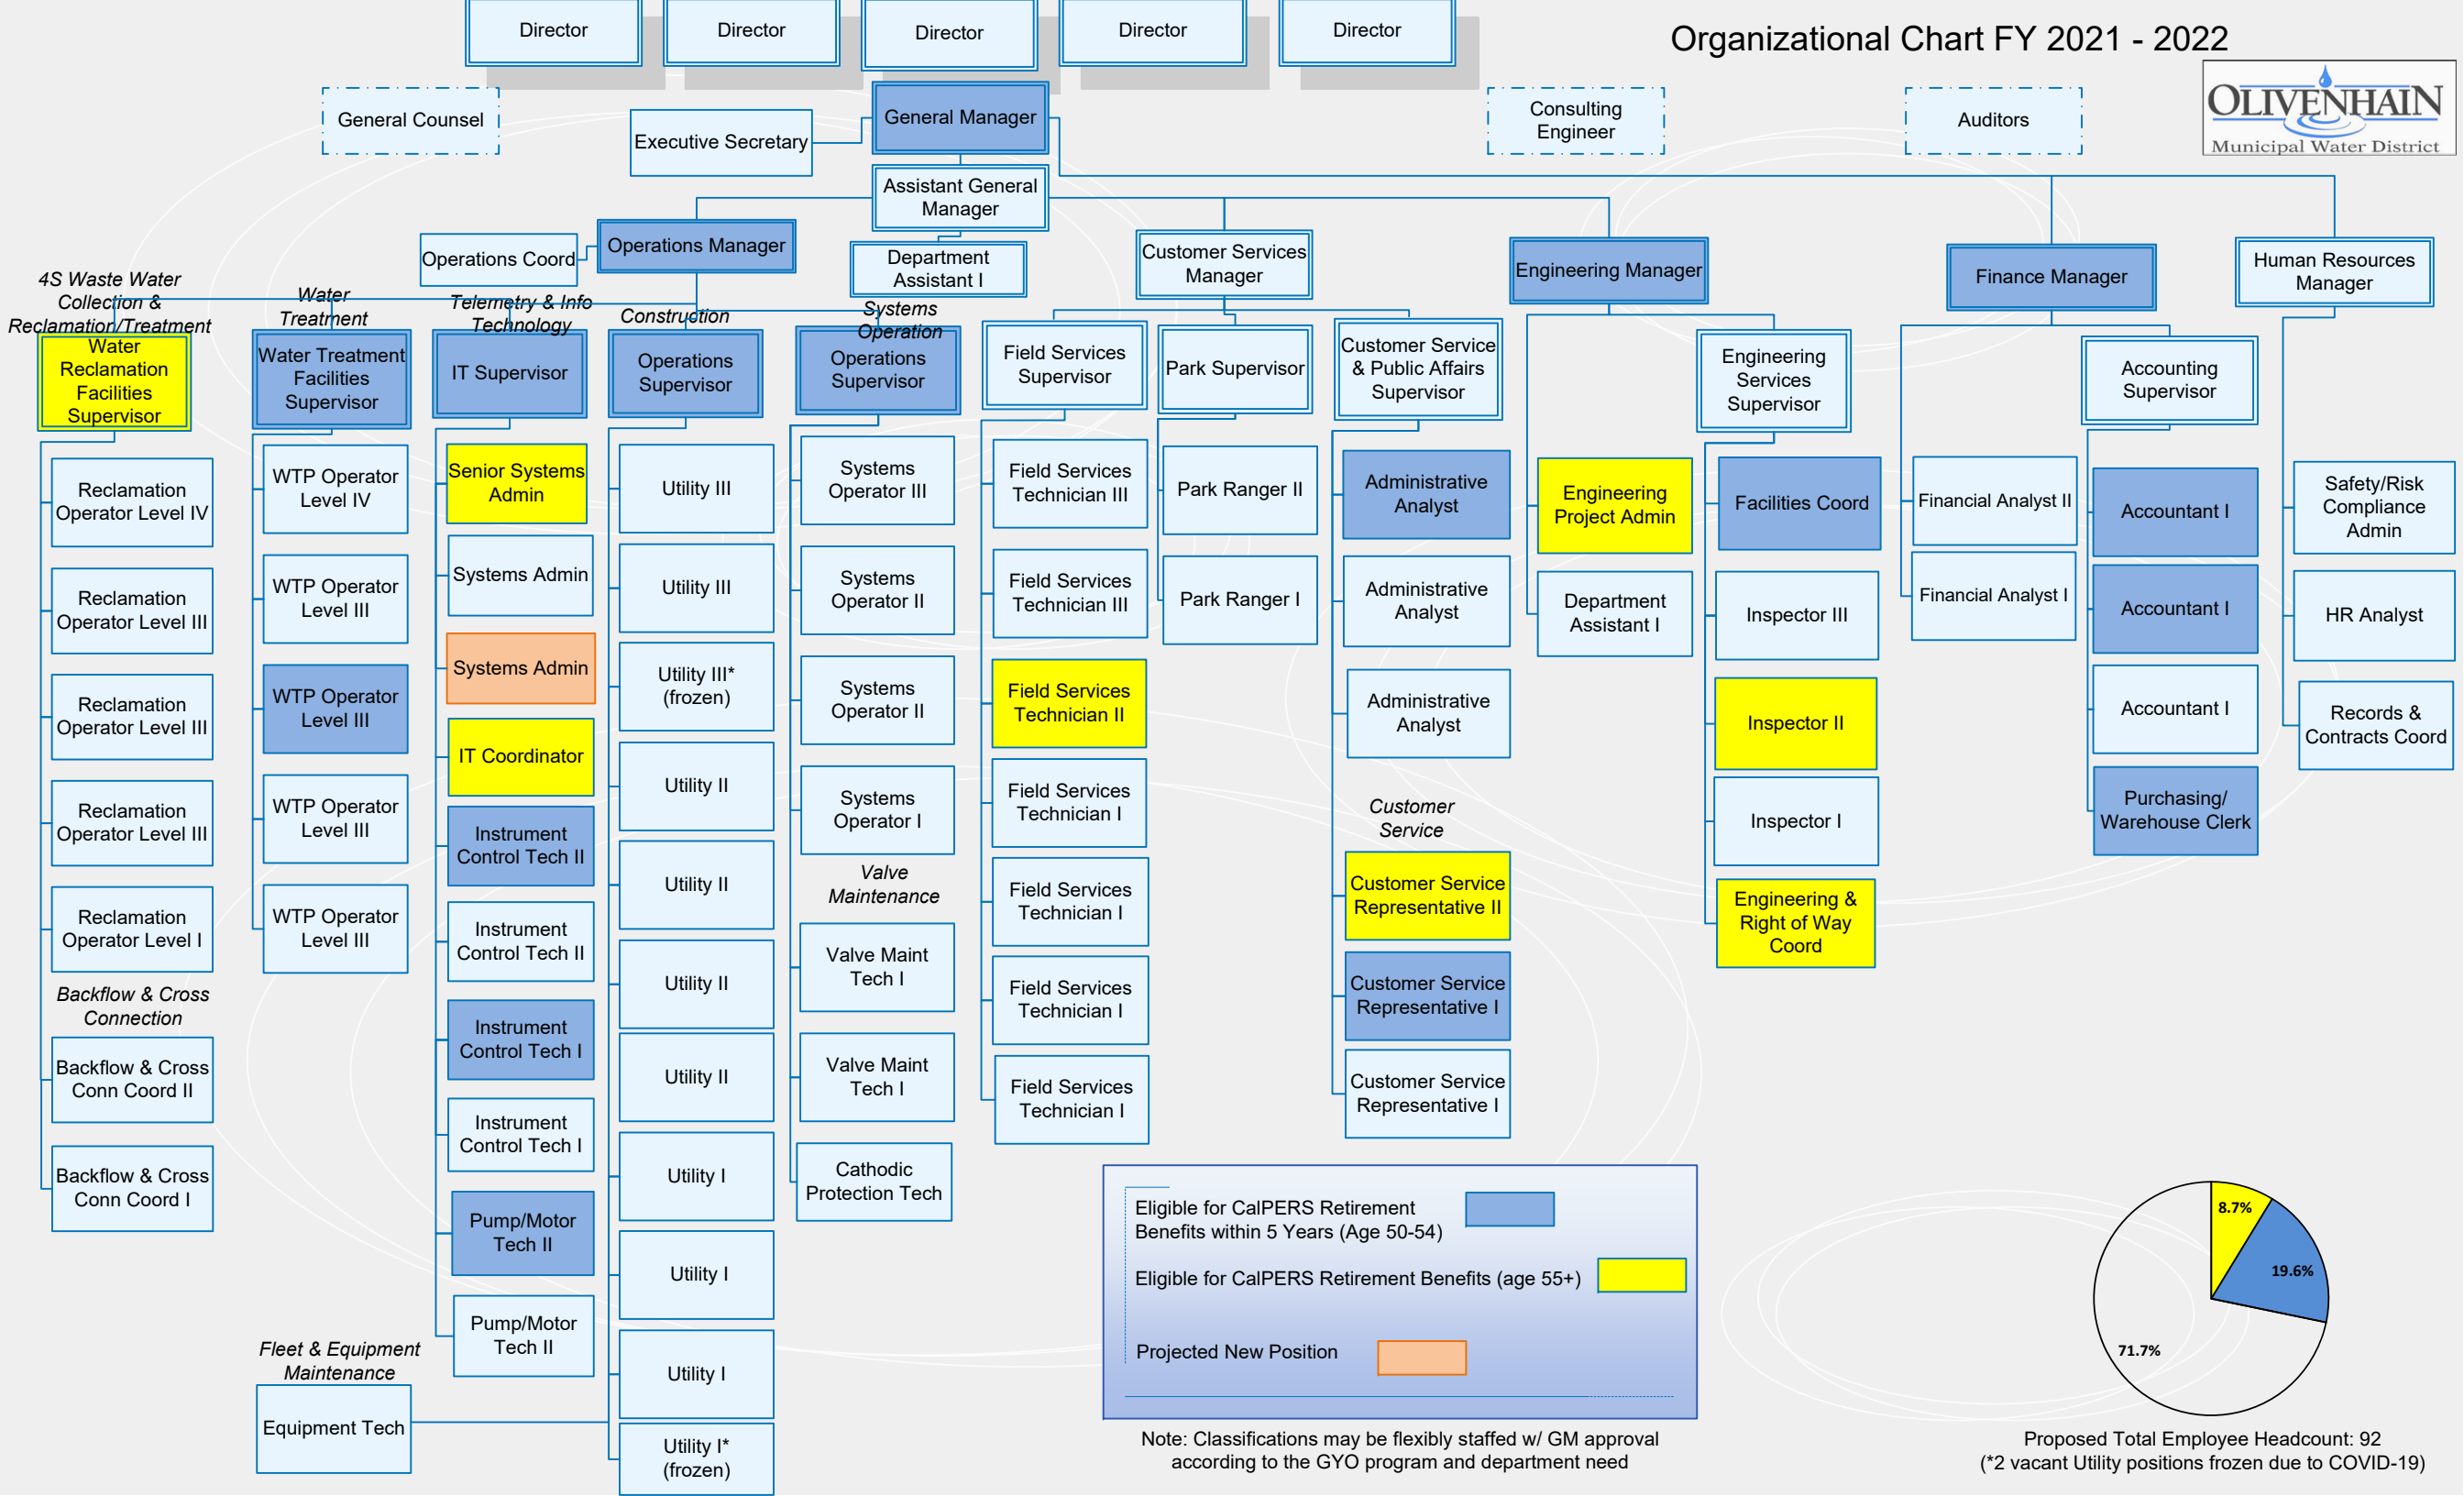 Director
Director
Director
Director
Director
Organizational Chart FY 2021 - 2022
OLIVENHAIN
Municipal Water District
General Counsel
Executive Secretary
General Manager
Consulting
Engineer
Auditors
Assistant General
Manager
Operations Coord
Operations Manager
Department
Assistant I
Customer Services
Manager
Engineering Manager
Finance Manager
Human Resources
Manager
4S Waste Water
Collection &
Reclamation/Treatment
Water
Reclamation
Facilities
Supervisor
Reclamation
Operator Level IV
Reclamation
Operator Level III
Reclamation
Operator Level III
Reclamation
Operator Level III
Reclamation
Operator Level I
Backflow & Cross
Connection
Backflow & Cross
Conn Coord II
Backflow & Cross
Conn Coord I
Water
Treatment
Water Treatment
Facilities
Supervisor
WTP Operator
Level IV
WTP Operator
Level III
WTP Operator
Level III
WTP Operator
Level III
WTP Operator
Level III
Fleet & Equipment
Maintenance
Equipment Tech
Telemetry & Info
Technology
IT Supervisor
Senior Systems
Admin
Systems Admin
Systems Admin
IT Coordinator
Instrument
Control Tech II
Instrument
Control Tech II
Instrument
Control Tech I
Instrument
Control Tech I
Pump/Motor
Tech II
Pump/Motor
Tech II
Construction
Operations
Supervisor
Utility III
Utility III
Utility III*
(frozen)
Utility II
Utility II
Utility II
Utility II
Utility I
Utility I
Utility I
Utility I*
(frozen)
Systems
Operation
Operations
Supervisor
Systems
Operator III
Systems
Operator II
Systems
Operator II
Systems
Operator I
Valve
Maintenance
Valve Maint
Tech I
Valve Maint
Tech I
Cathodic
Protection Tech
Field Services
Supervisor
Field Services
Technician III
Field Services
Technician III
Field Services
Technician II
Field Services
Technician I
Field Services
Technician I
Field Services
Technician I
Field Services
Technician I
Park Supervisor
Park Ranger II
Park Ranger I
Customer Service
& Public Affairs
Supervisor
Administrative
Analyst
Administrative
Analyst
Administrative
Analyst
Customer
Service
Customer Service
Representative II
Customer Service
Representative I
Customer Service
Representative I
Engineering
Project Admin
Department
Assistant I
Engineering
Services
Supervisor
Facilities Coord
Inspector III
Inspector II
Inspector I
Engineering &
Right of Way
Coord
Financial Analyst II
Financial Analyst I
Accounting
Supervisor
Accountant I
Accountant I
Accountant I
Purchasing/
Warehouse Clerk
Safety/Risk
Compliance
Admin
HR Analyst
Records &
Contracts Coord
Eligible for CalPERS Retirement
Benefits within 5 Years (Age 50-54)
Eligible for CalPERS Retirement Benefits (age 55+)
Projected New Position
Note: Classifications may be flexibly staffed w/ GM approval
according to the GYO program and department need
8.7%
19.6%
71.7%
Proposed Total Employee Headcount: 92
(*2 vacant Utility positions frozen due to COVID-19)